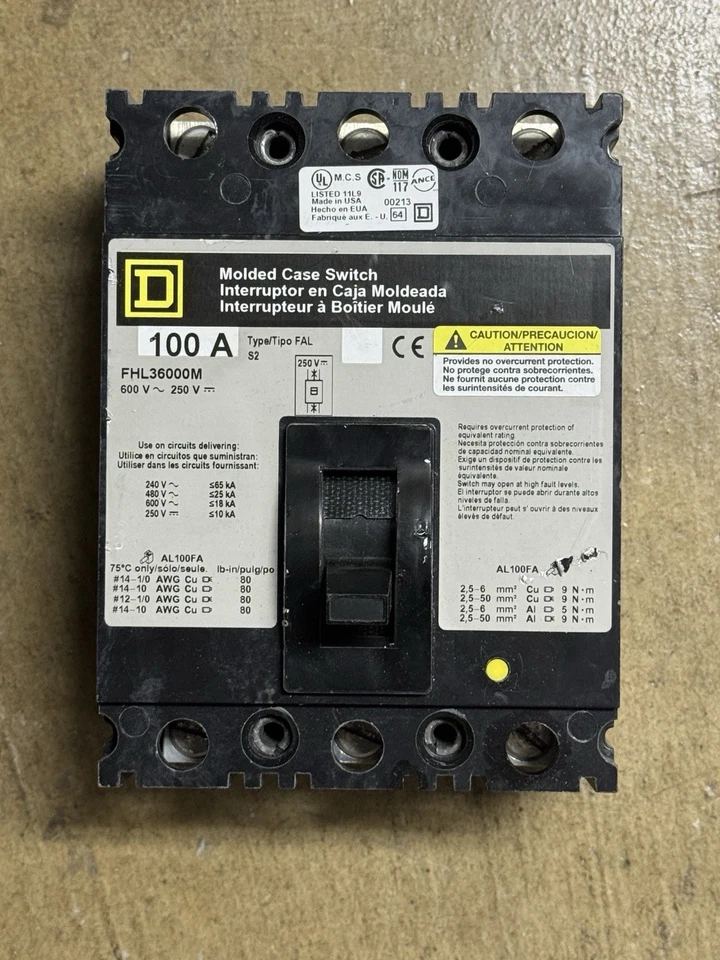 UL M.C.S SA NOM 117 ANCE
LISTED 11L9
Made in USA 00213
Hecho en EUA
Fabriqué aux É.-U. 64 D
D
Molded Case Switch
Interruptor en Caja Moldeada
Interrupteur à Boîtier Moulé
100 A
Type/Tipo FAL
S2
CE
CAUTION/PRECAUCION/
ATTENTION
Provides no overcurrent protection.
No protege contra sobrecorrientes.
Ne fournit aucune protection contre
les surintensités de courant.
FHL36000M
600 V ~ 250 V ⎓
250 V ⎓
Use on circuits delivering:
Utilice en circuitos que suministran:
Utiliser dans les circuits fournissant:
240 V ~ ≤65 kA
480 V ~ ≤25 kA
600 V ~ ≤18 kA
250 V ⎓ ≤10 kA
Requires overcurrent protection of
equivalent rating
Necesita protección contra sobrecorrientes
de capacidad nominal equivalente.
Exige un dispositif de protection contre les
surintensités de valeur nominale
équivalente.
Switch may open at high fault levels.
El interruptor se puede abrir durante altos
niveles de falla.
L'interrupteur peut s' ouvrir à des niveaux
élevés de défaut.
AL100FA
75°C only/sólo/seule. lb-in/pulg/po
#14-1/0 AWG Cu 80
#14-10 AWG Cu 80
#12-1/0 AWG Cu 80
#14-10 AWG Cu 80
AL100FA
2,5-6 mm² Cu 9 N·m
2,5-50 mm² Cu 9 N·m
2,5-6 mm² Al 5 N·m
2,5-50 mm² Al 9 N·m